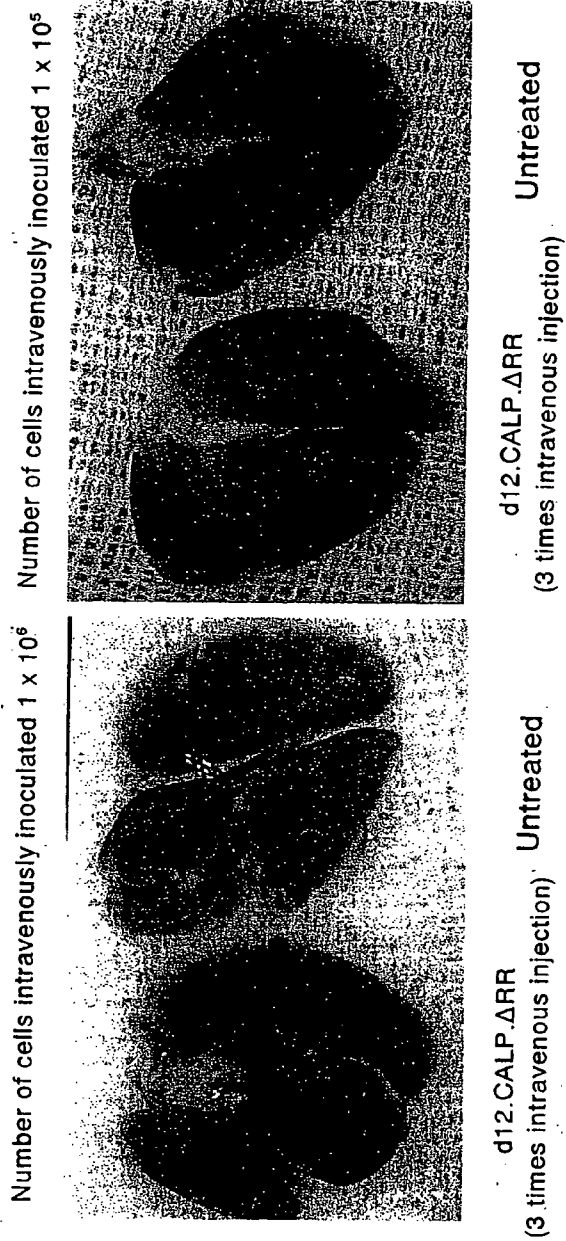 Number of cells intravenously inoculated 1 x 10⁶
d12.CALP.ΔRR
(3 times intravenous injection)
Untreated
Number of cells intravenously inoculated 1 x 10⁵
d12.CALP.ΔRR
(3 times intravenous injection)
Untreated